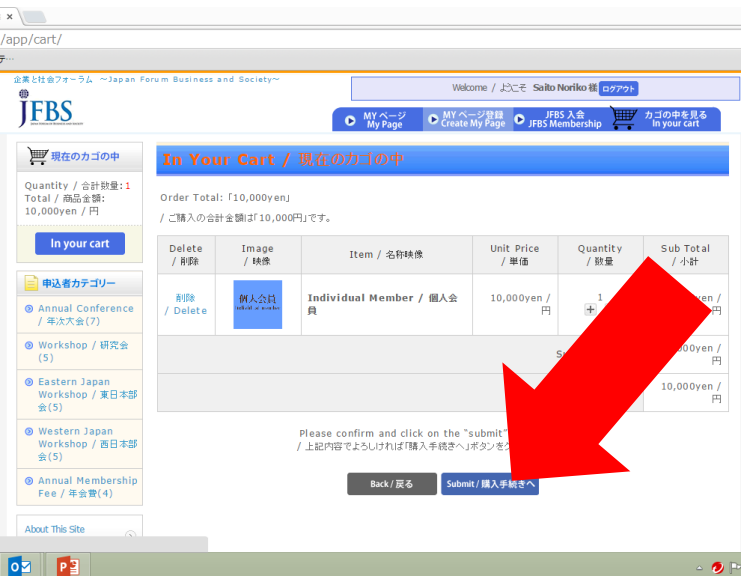 /app/cart/
企業と社会フォーラム ～Japan Forum Business and Society～
JFBS
Welcome / ようこそ Saito Noriko 様 ログアウト
MY ページ
My Page
MY ページ登録
Create My Page
JFBS 入会
JFBS Membership
カゴの中を見る
In your cart
現在のカゴの中
Quantity / 合計数量:1
Total / 商品金額:
10,000yen / 円
In your cart
申込者カテゴリー
Annual Conference
/ 年次大会(7)
Workshop / 研究会
(5)
Eastern Japan
Workshop / 東日本部
会(5)
Western Japan
Workshop / 西日本部
会(5)
Annual Membership
Fee / 年会費(4)
About This Site
In Your Cart / 現在のカゴの中
Order Total:「10,000yen」
/ ご購入の合計金額は「10,000円」です。
Delete
/ 削除
Image
/ 映像
Item / 名称映像
Unit Price
/ 単価
Quantity
/ 数量
Sub Total
/ 小計
削除
/ Delete
個人会員
Individual Member / 個人会
員
10,000yen /
円
1
+
yen /
円
000yen /
円
10,000yen /
円
Please confirm and click on the "submit"
/ 上記内容でよろしければ「購入手続きへ」ボタンを
Back / 戻る
Submit / 購入手続きへ